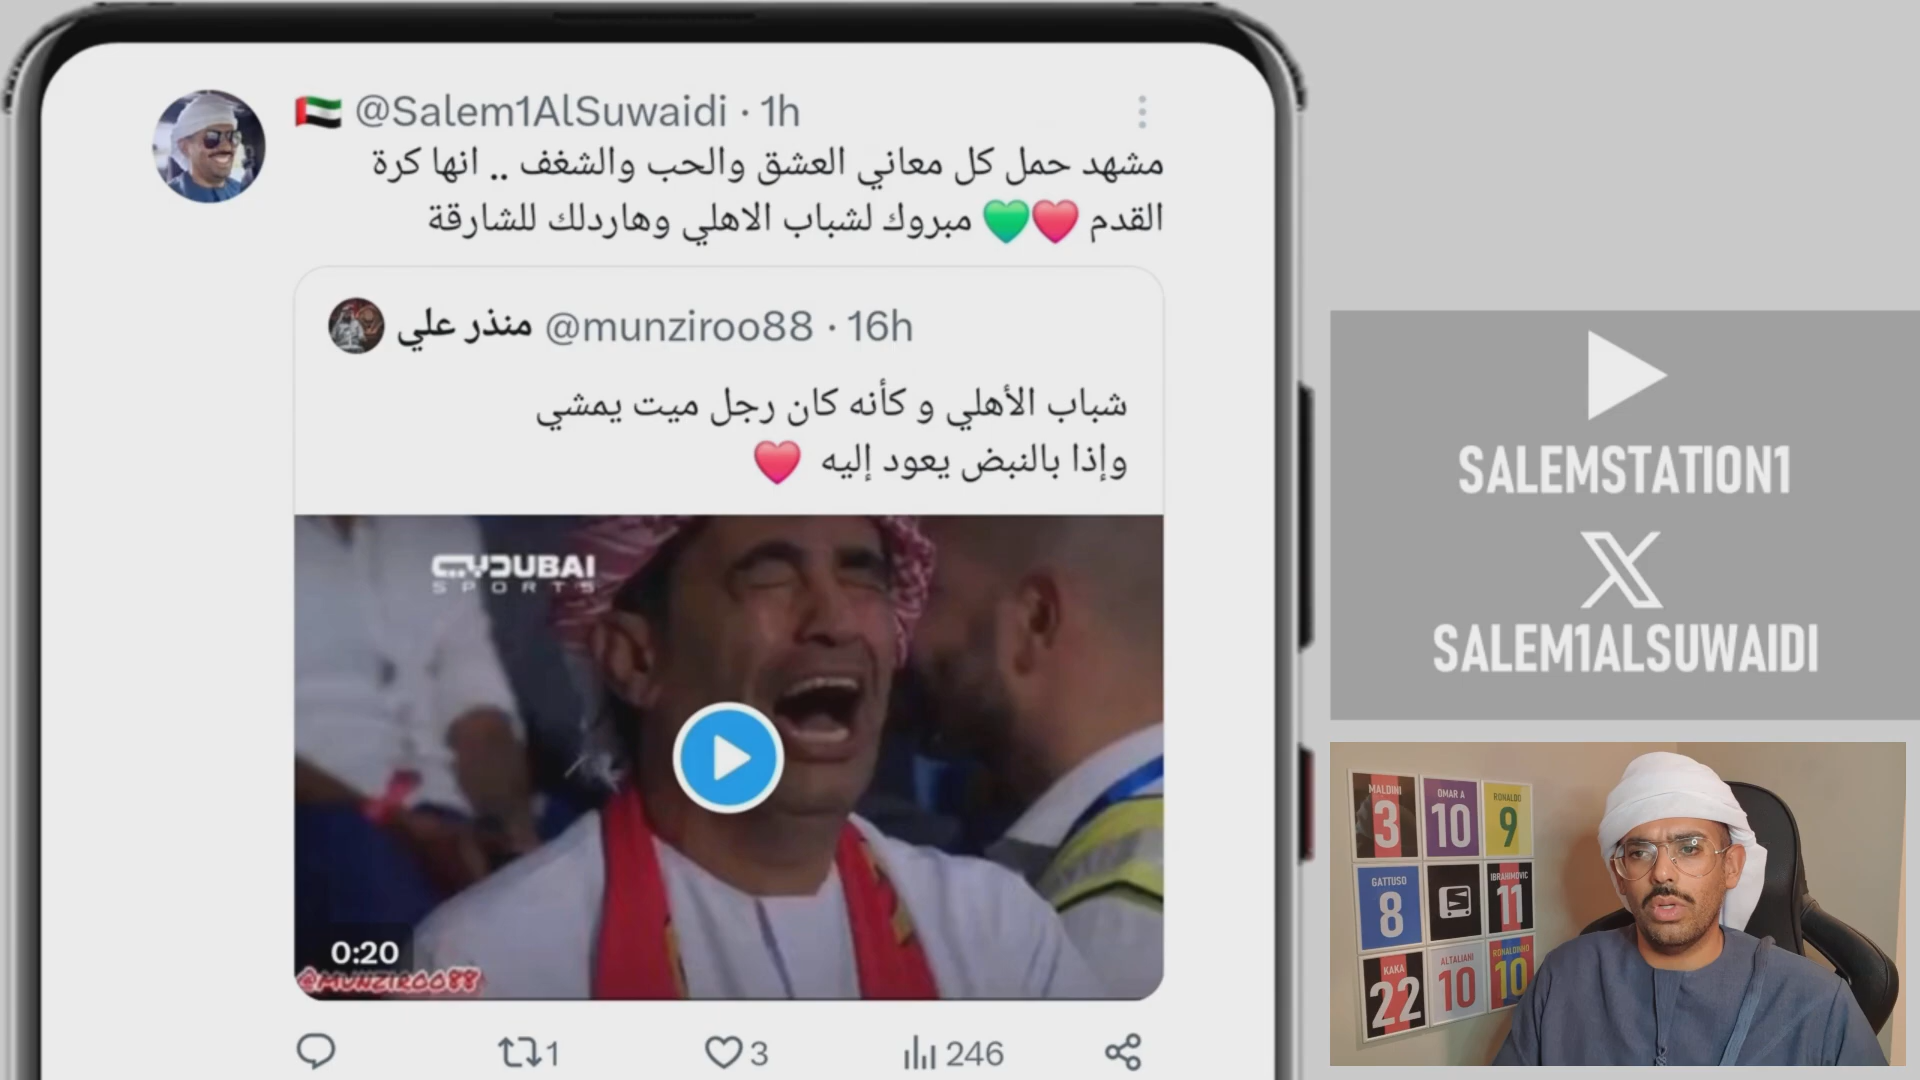 @Salem1AlSuwaidi · 1h
مشهد حمل كل معاني العشق والحب والشغف .. انها كرة
القدم ❤️💚 مبروك لشباب الاهلي وهاردلك للشارقة
منذر علي @munziroo88 · 16h
شباب الأهلي و كأنه كان رجل ميت يمشي
وإذا بالنبض يعود إليه ❤️
DUBAI
SPORTS
0:20
@MUNZIROO88
1
3
246
SALEMSTATION1
X
SALEM1ALSUWAIDI
MALDINI
3
OMAR A
10
RONALDO
9
GATTUSO
8
IBRAHIMOVIC
11
KAKA
22
ALTALIANI
10
RONALDINHO
10